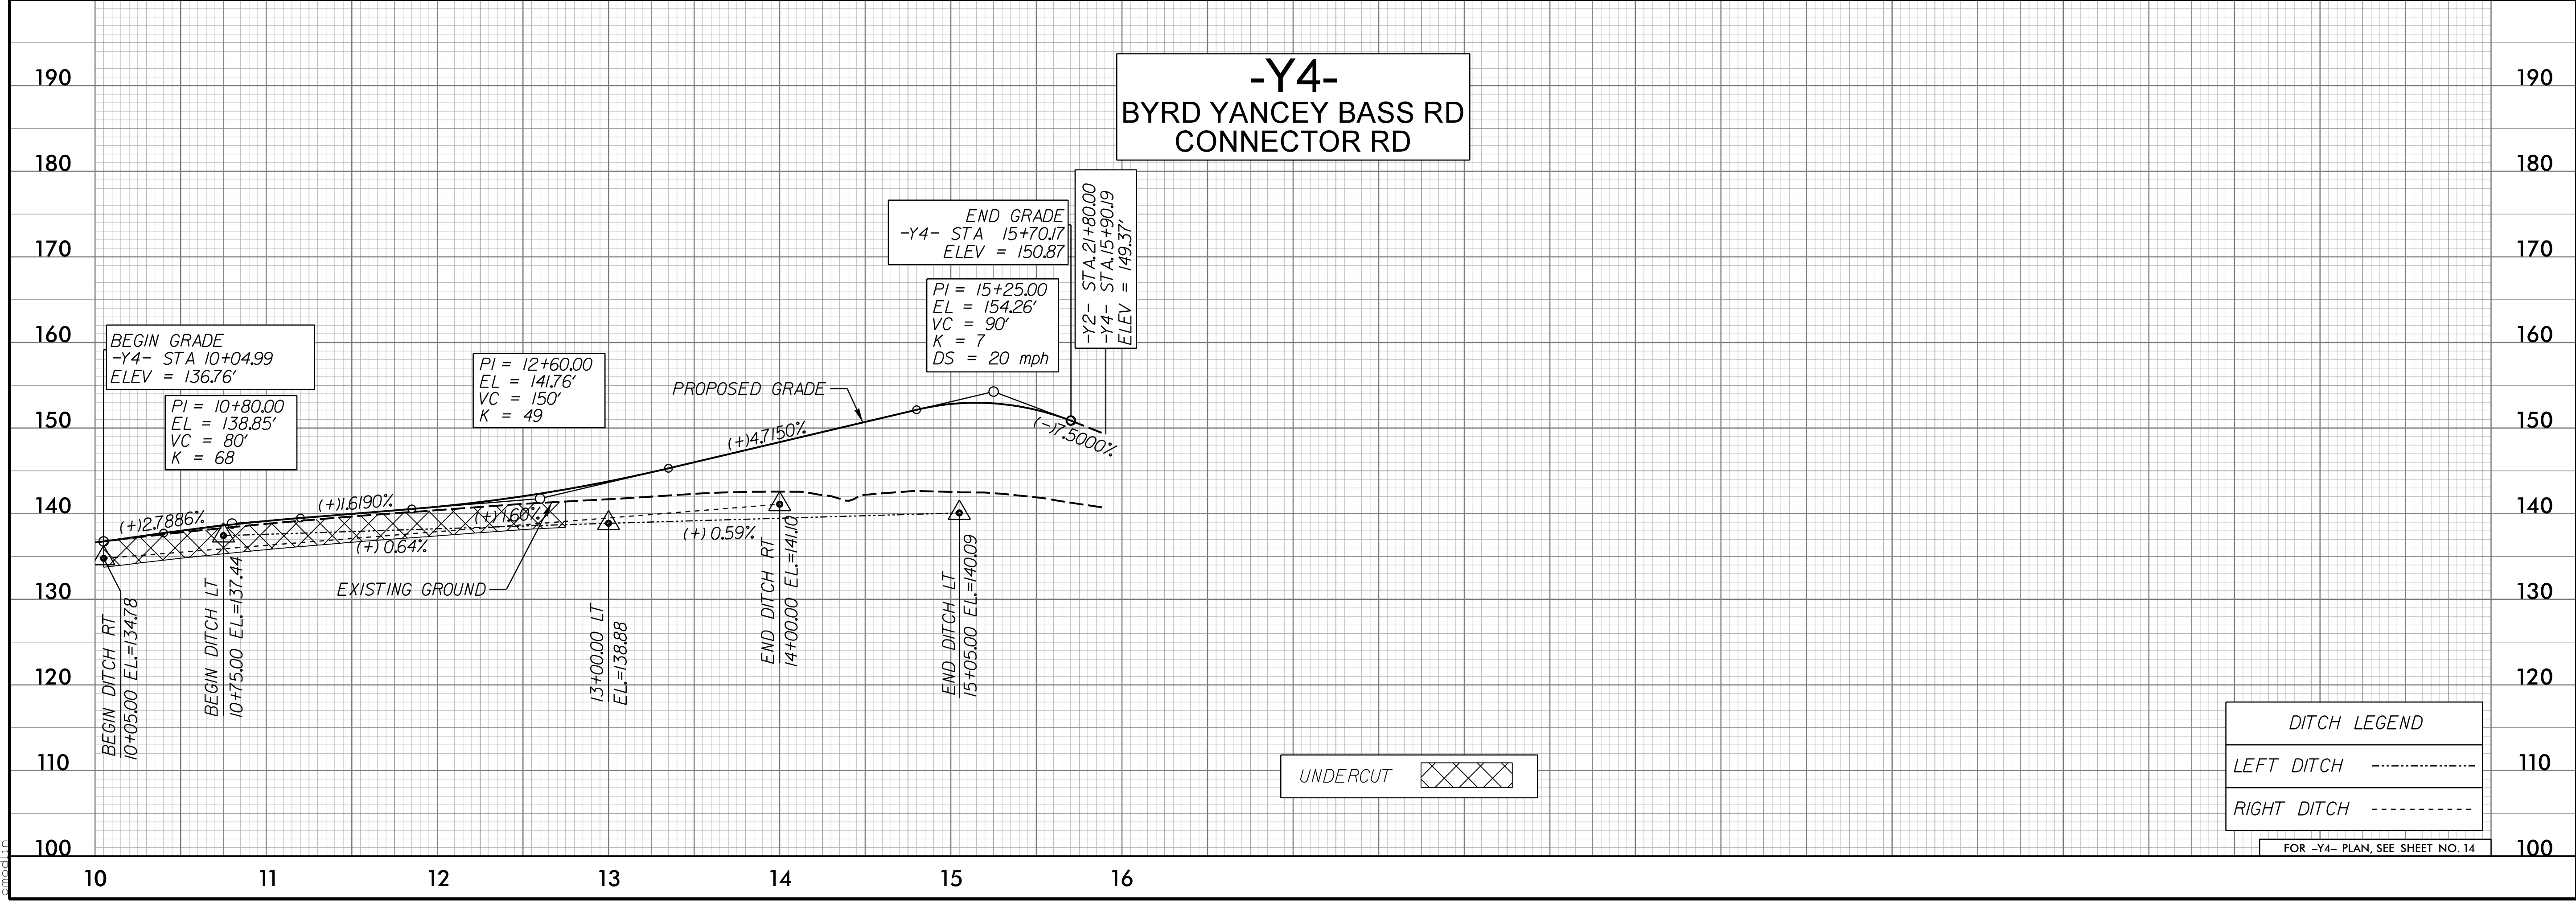 -Y4-
BYRD YANCEY BASS RD
CONNECTOR RD
190
190
180
180
170
170
160
160
150
150
140
140
130
130
120
120
110
110
100
100
END GRADE
-Y4- STA 15+70.17
ELEV = 150.87
-Y2- STA.21+80.00
-Y4- STA.15+90.19
ELEV = 149.37'
PI = 15+25.00
EL = 154.26'
VC = 90'
K = 7
DS = 20 mph
BEGIN GRADE
-Y4- STA 10+04.99
ELEV = 136.76'
PI = 10+80.00
EL = 138.85'
VC = 80'
K = 68
PI = 12+60.00
EL = 141.76'
VC = 150'
K = 49
PROPOSED GRADE
(+)4.7150%
(-)7.5000%
(+)2.7886%
(+)1.6190%
(+)1.60%
(+) 0.64%
(+) 0.59%
EXISTING GROUND
BEGIN DITCH RT
10+05.00 EL.=134.78
BEGIN DITCH LT
10+75.00 EL.=137.44
13+00.00 LT
EL.=138.88
END DITCH RT
14+00.00 EL.=141.10
END DITCH LT
15+05.00 EL.=140.09
UNDERCUT
DITCH LEGEND
LEFT DITCH
RIGHT DITCH
FOR -Y4- PLAN, SEE SHEET NO. 14
10
11
12
13
14
15
16
amodlin